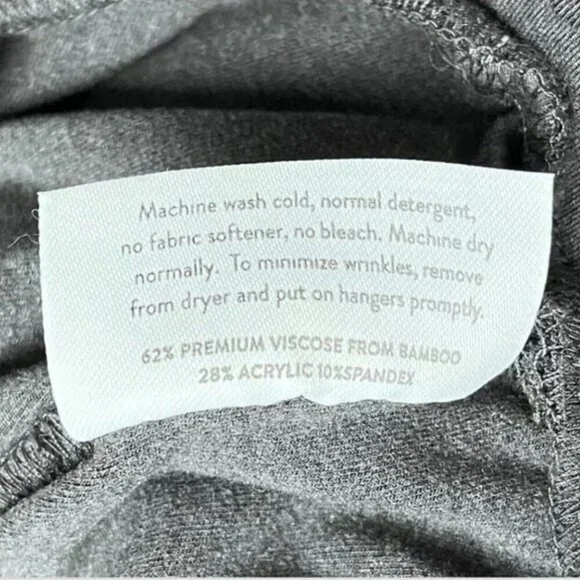 Machine wash cold, normal detergent,
no fabric softener, no bleach. Machine dry
normally. To minimize wrinkles, remove
from dryer and put on hangers promptly.
62% PREMIUM VISCOSE FROM BAMBOO
28% ACRYLIC 10%SPANDEX